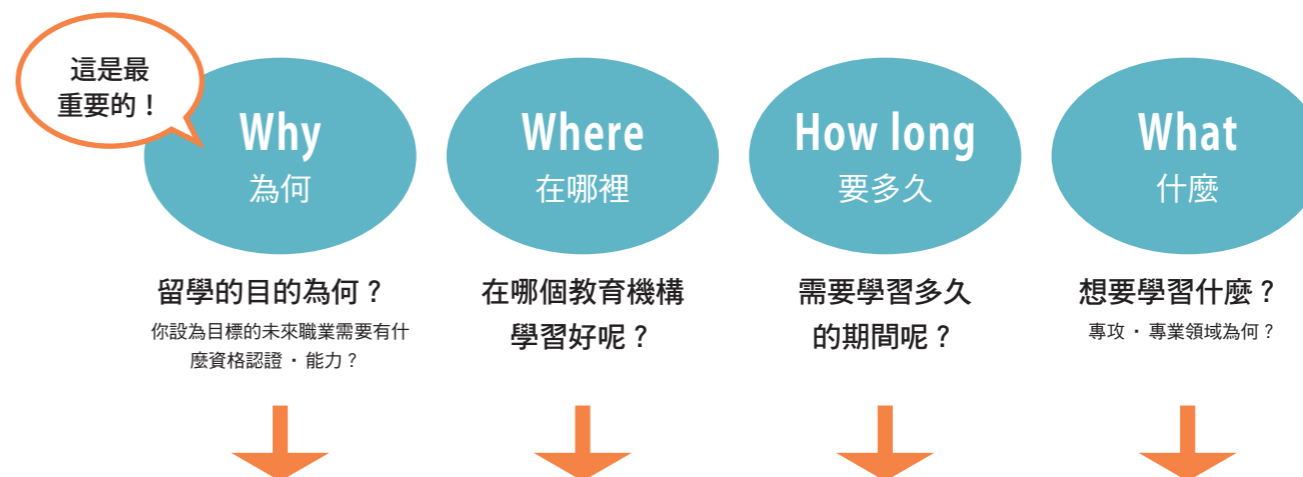 這是最
重要的！
Why
為何
留學的目的為何？
你設為目標的未來職業需要有什
麼資格認證・能力？
Where
在哪裡
在哪個教育機構
學習好呢？
How long
要多久
需要學習多久
的期間呢？
What
什麼
想要學習什麼？
專攻・專業領域為何？